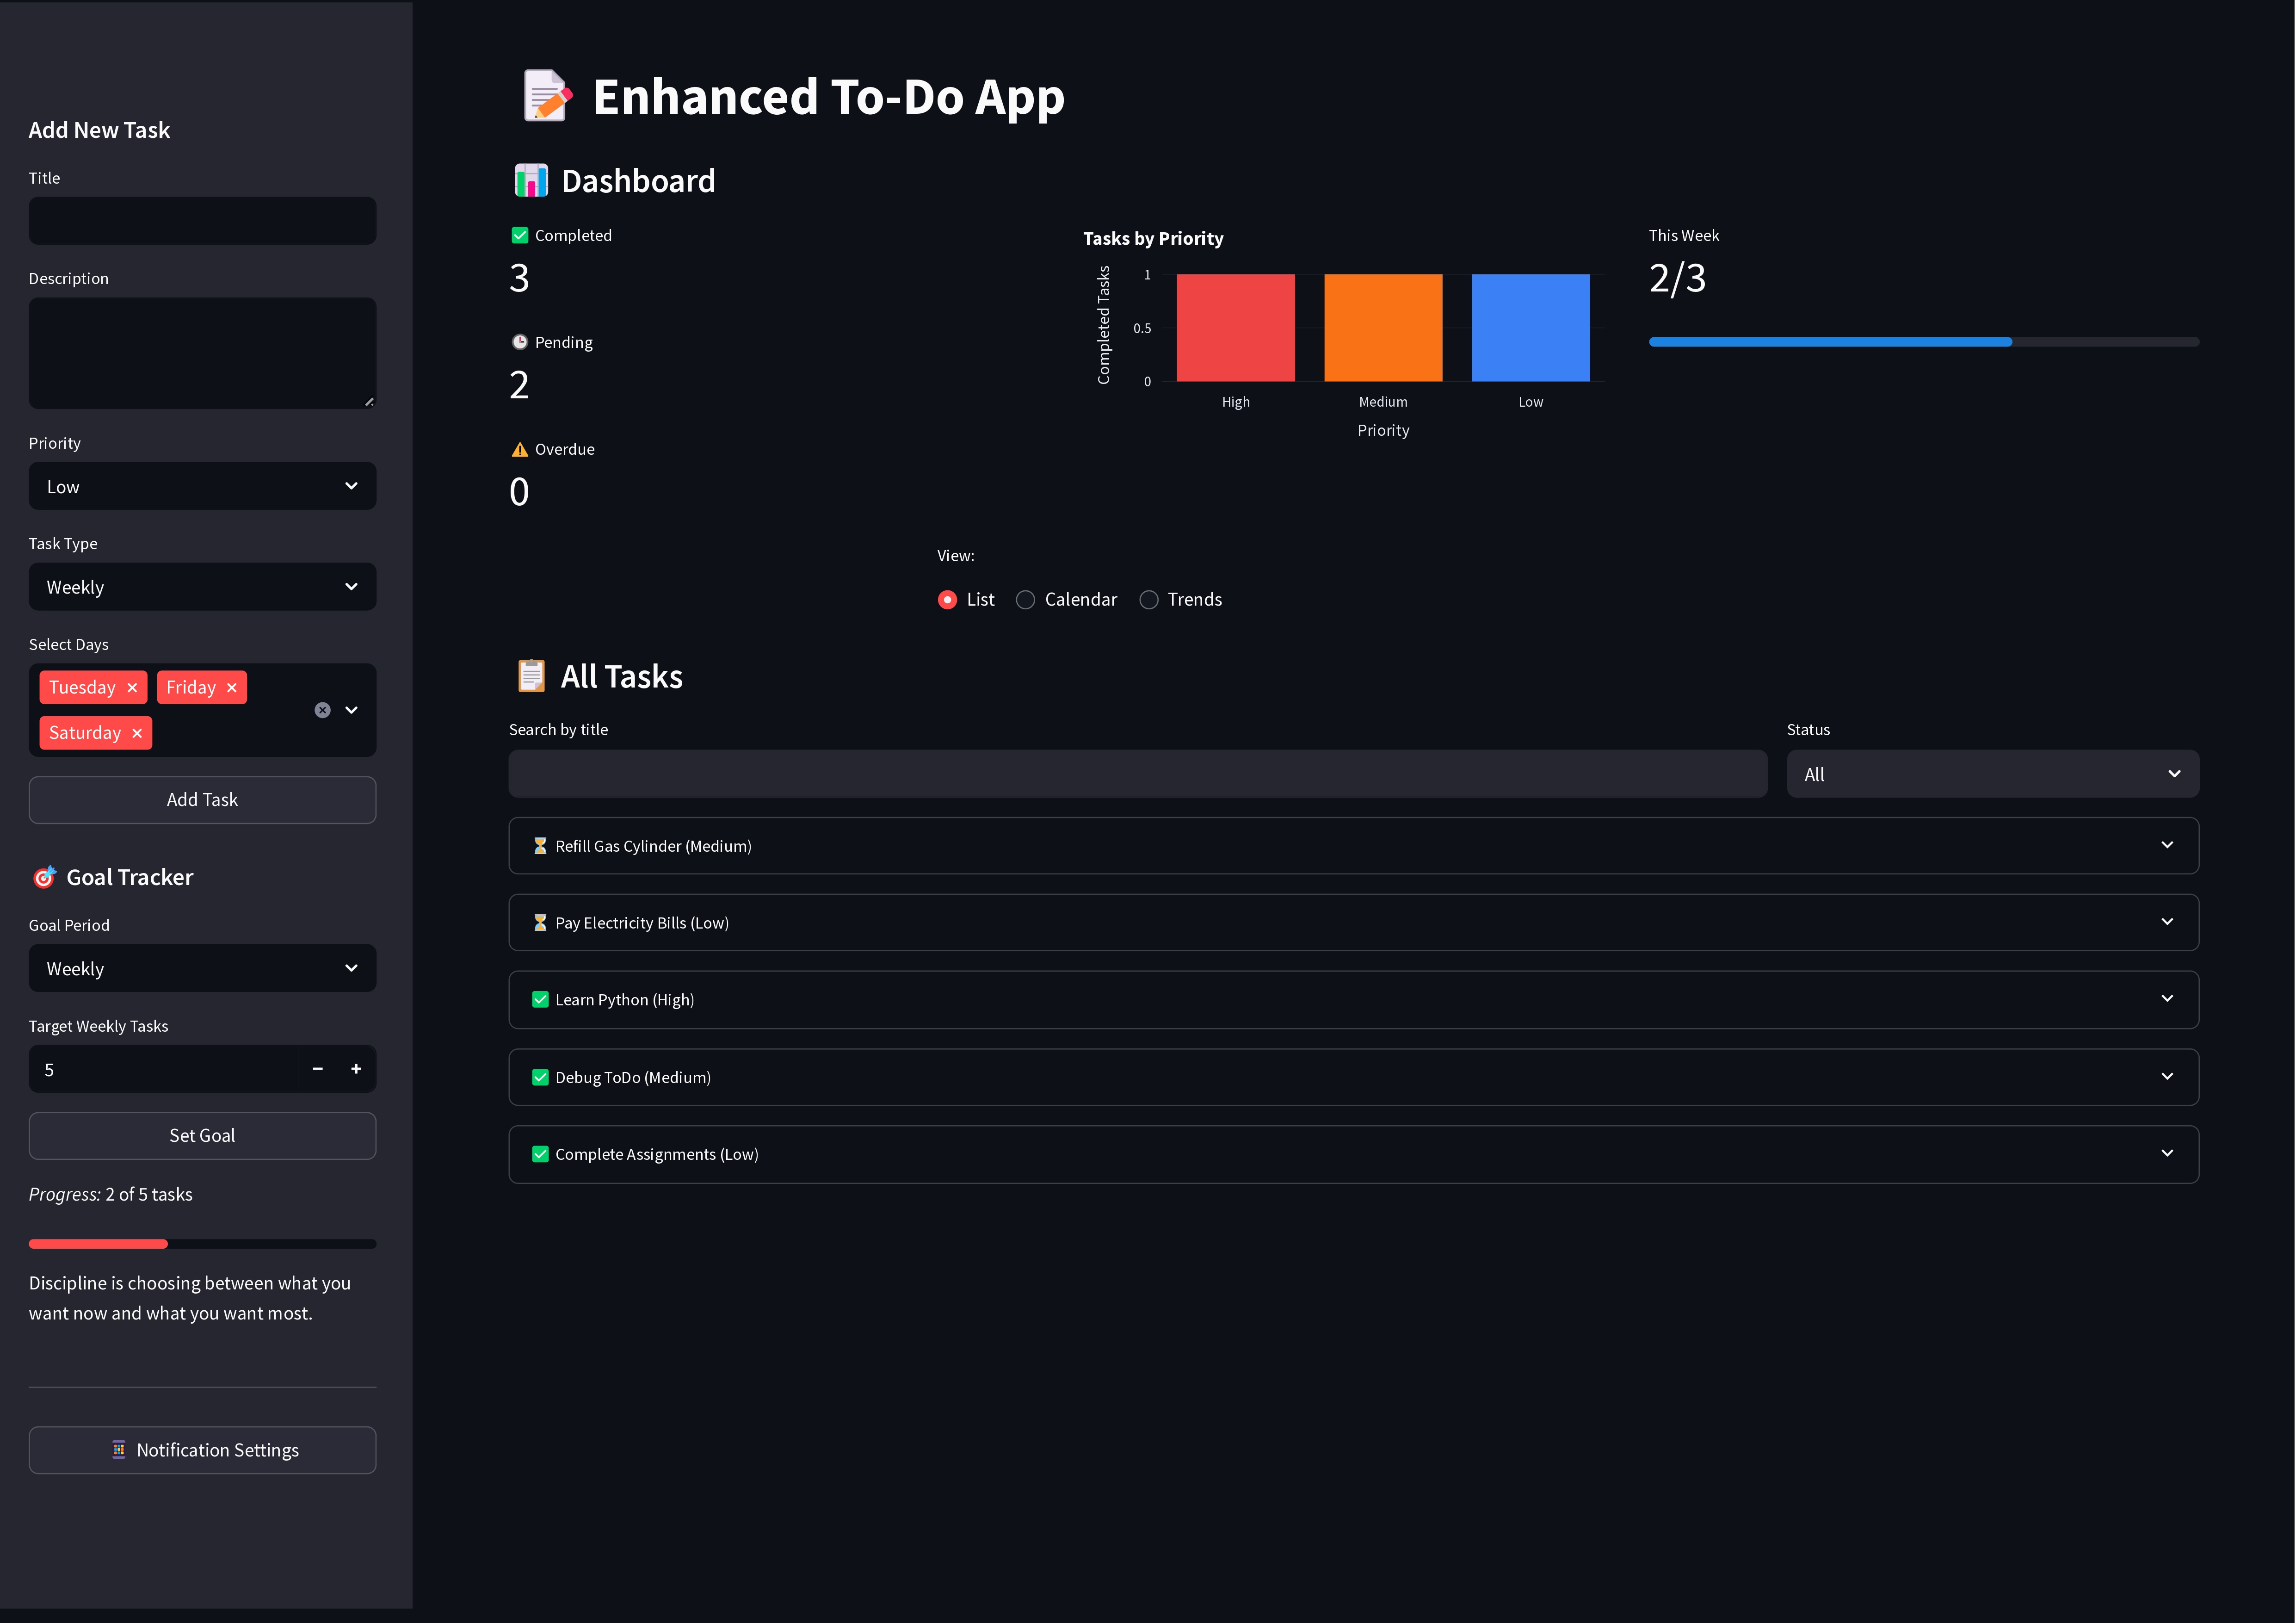 Add New Task
Title
Description
Priority
Low
Task Type
Weekly
Select Days
Tuesday
Friday
Saturday
Add Task
Goal Tracker
Goal Period
Weekly
Target Weekly Tasks
5
Set Goal
Progress: 2 of 5 tasks
Discipline is choosing between what you
want now and what you want most.
Notification Settings
Enhanced To-Do App
Dashboard
Completed
3
Pending
2
Overdue
0
Tasks by Priority
Completed Tasks
1
0.5
0
High
Medium
Low
Priority
This Week
2/3
View:
List
Calendar
Trends
All Tasks
Search by title
Status
All
Refill Gas Cylinder (Medium)
Pay Electricity Bills (Low)
Learn Python (High)
Debug ToDo (Medium)
Complete Assignments (Low)